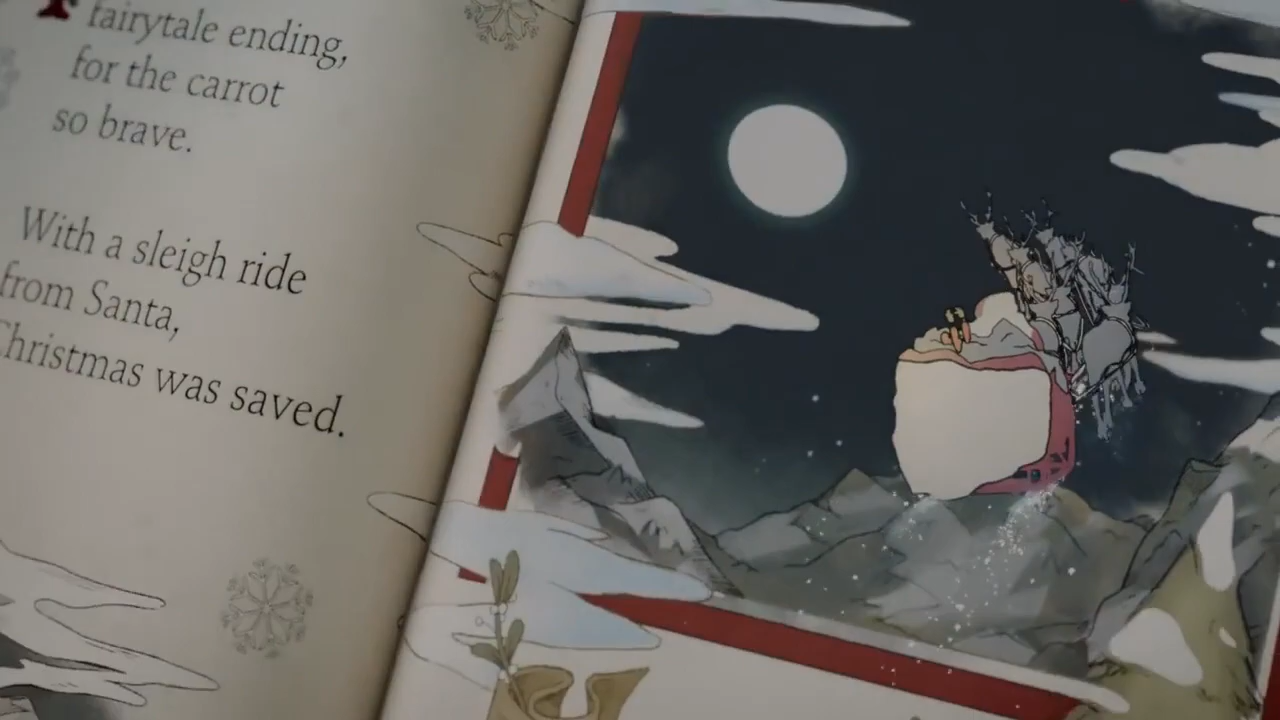 fairytale ending,
for the carrot
so brave.
With a sleigh ride
from Santa,
Christmas was saved.